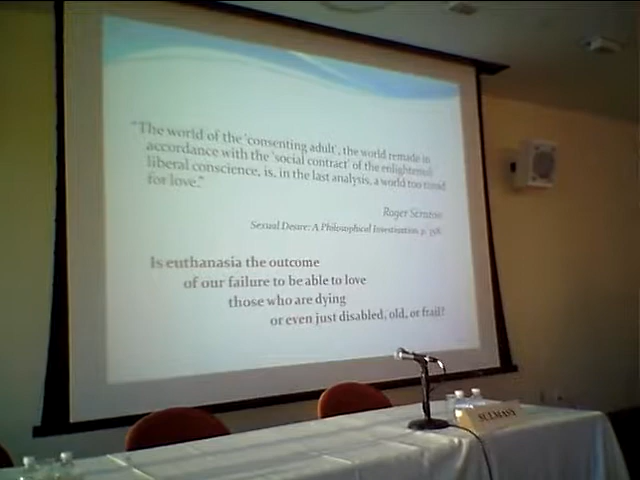 "The world of the 'consenting adult', the world remade in
accordance with the 'social contract' of the enlightened
liberal conscience, is, in the last analysis, a world too timid
for love."
Roger Scruton
Sexual Desire: A Philosophical Investigation p.
Is euthanasia the outcome
of our failure to be able to love
those who are dying
or even just disabled, old, or frail?
SULMASY